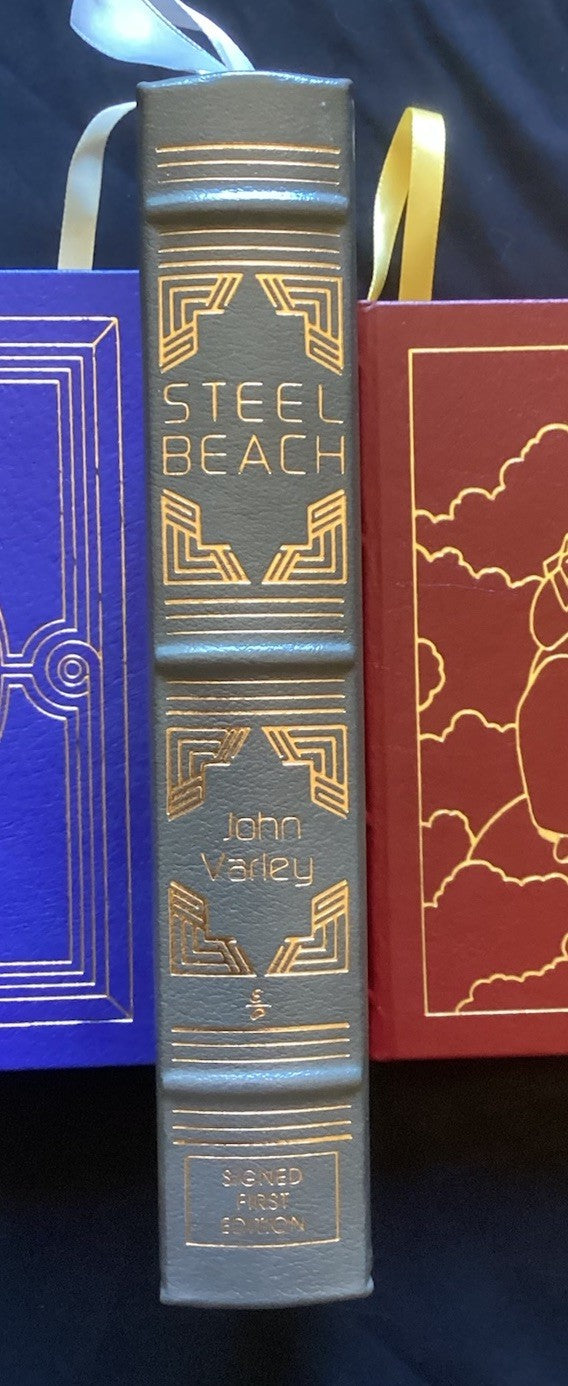 STEEL
BEACH
John
Varley
SIGNED
FIRST
EDITION